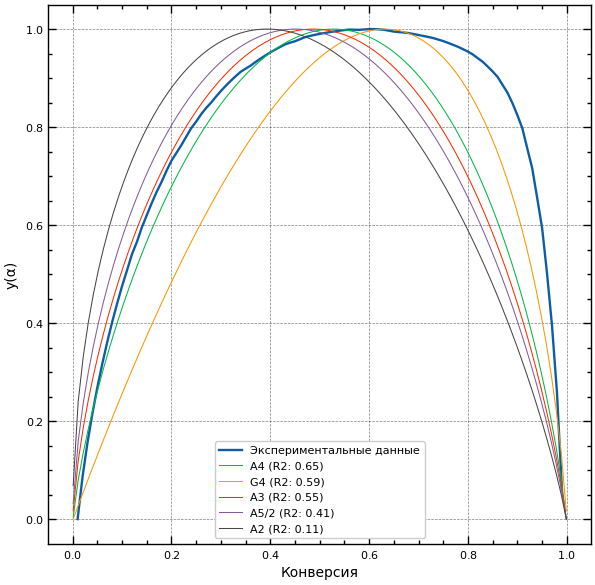 y(α)
1.0
0.8
0.6
0.4
0.2
0.0
Экспериментальные данные
A4 (R2: 0.65)
G4 (R2: 0.59)
A3 (R2: 0.55)
A5/2 (R2: 0.41)
A2 (R2: 0.11)
0.0 0.2 0.4 0.6 0.8 1.0
Конверсия